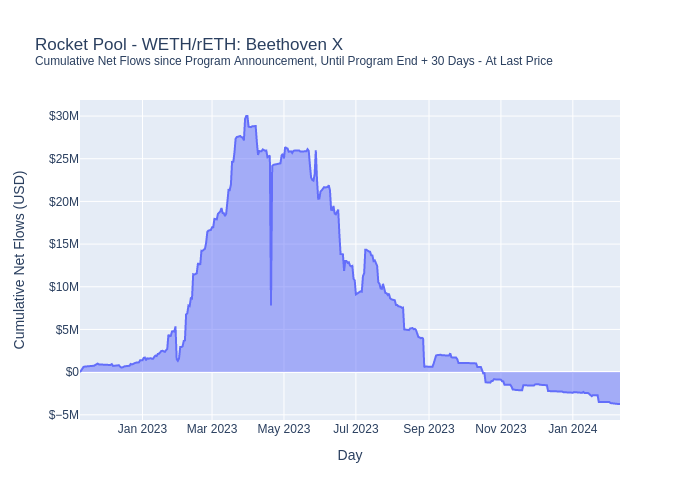 Rocket Pool - WETH/rETH: Beethoven X
Cumulative Net Flows since Program Announcement, Until Program End + 30 Days - At Last Price
Cumulative Net Flows (USD)
$30M
$25M
$20M
$15M
$10M
$5M
$0
$−5M
Jan 2023
Mar 2023
May 2023
Jul 2023
Sep 2023
Nov 2023
Jan 2024
Day